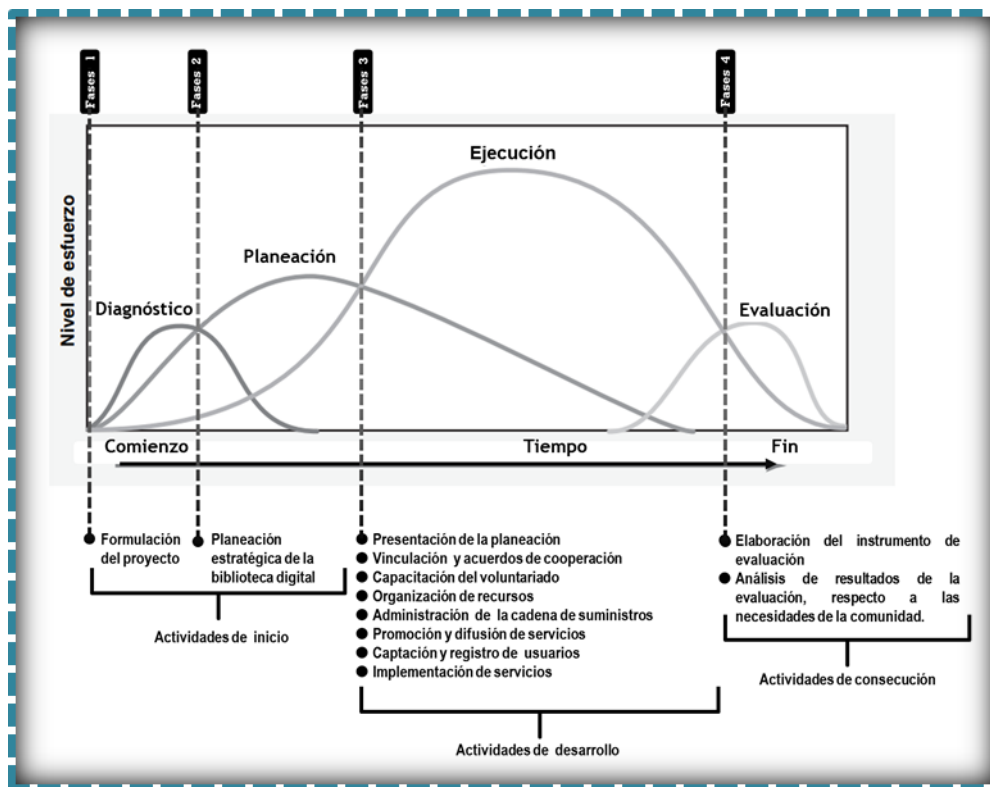 Fases 1
Fases 2
Fases 3
Fases 4
Nivel de esfuerzo
Ejecución
Planeación
Diagnóstico
Evaluación
Comienzo
Tiempo
Fin
Formulación
del proyecto
Planeación
estratégica de la
biblioteca digital
Actividades de inicio
Presentación de la planeación
Vinculación y acuerdos de cooperación
Capacitación del voluntariado
Organización de recursos
Administración de la cadena de suministros
Promoción y difusión de servicios
Captación y registro de usuarios
Implementación de servicios
Actividades de desarrollo
Elaboración del instrumento de
evaluación
Análisis de resultados de la
evaluación, respecto a las
necesidades de la comunidad.
Actividades de consecución